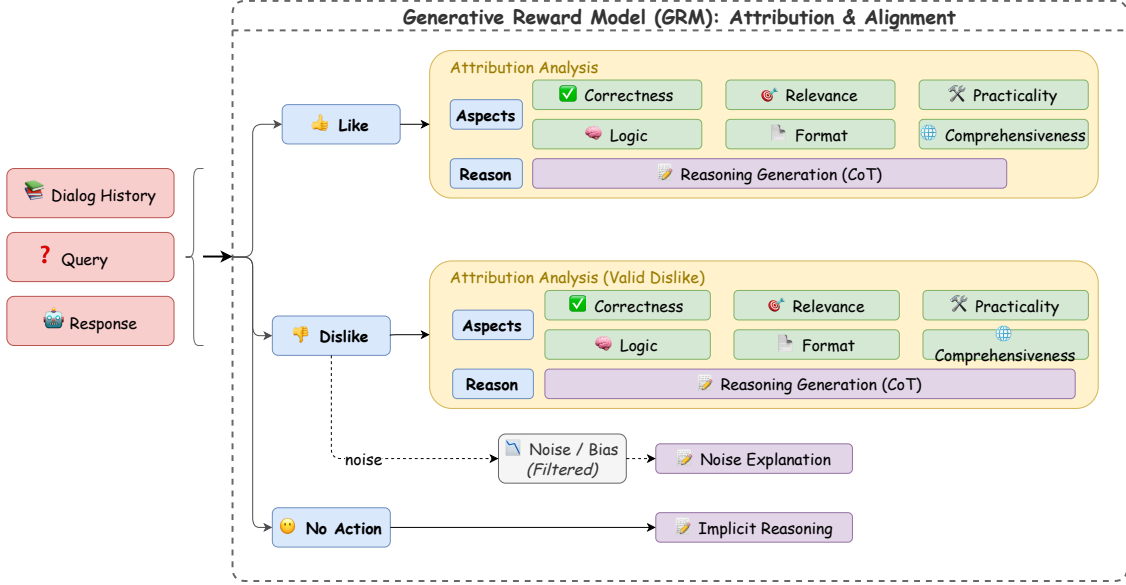 Generative Reward Model (GRM): Attribution & Alignment
Dialog History
Query
Response
Like
Attribution Analysis
Aspects
Correctness
Relevance
Practicality
Logic
Format
Comprehensiveness
Reason
Reasoning Generation (CoT)
Dislike
Attribution Analysis (Valid Dislike)
Aspects
Correctness
Relevance
Practicality
Logic
Format
Comprehensiveness
Reason
Reasoning Generation (CoT)
noise
Noise / Bias
(Filtered)
Noise Explanation
No Action
Implicit Reasoning